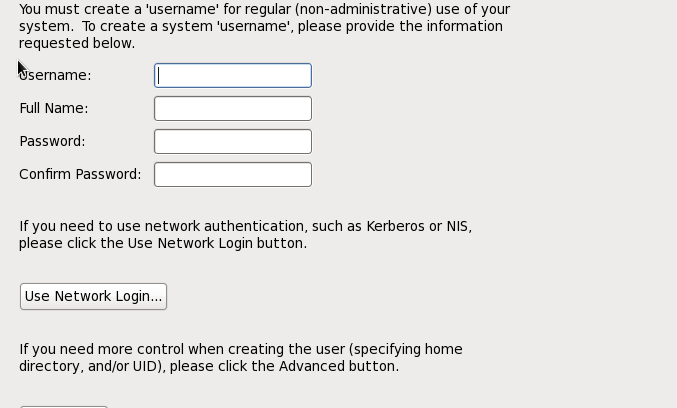 You must create a 'username' for regular (non-administrative) use of your
system.  To create a system 'username', please provide the information
requested below.
Username:
Full Name:
Password:
Confirm Password:
If you need to use network authentication, such as Kerberos or NIS,
please click the Use Network Login button.
Use Network Login...
If you need more control when creating the user (specifying home
directory, and/or UID), please click the Advanced button.